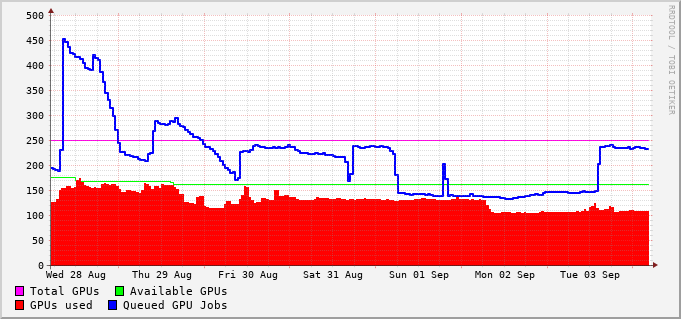 500
450
400
350
300
250
200
150
100
50
0
Wed 28 Aug Thu 29 Aug Fri 30 Aug Sat 31 Aug Sun 01 Sep Mon 02 Sep Tue 03 Sep
Total GPUs Available GPUs
GPUs used Queued GPU Jobs
RRDTOOL / TOBI OETIKER